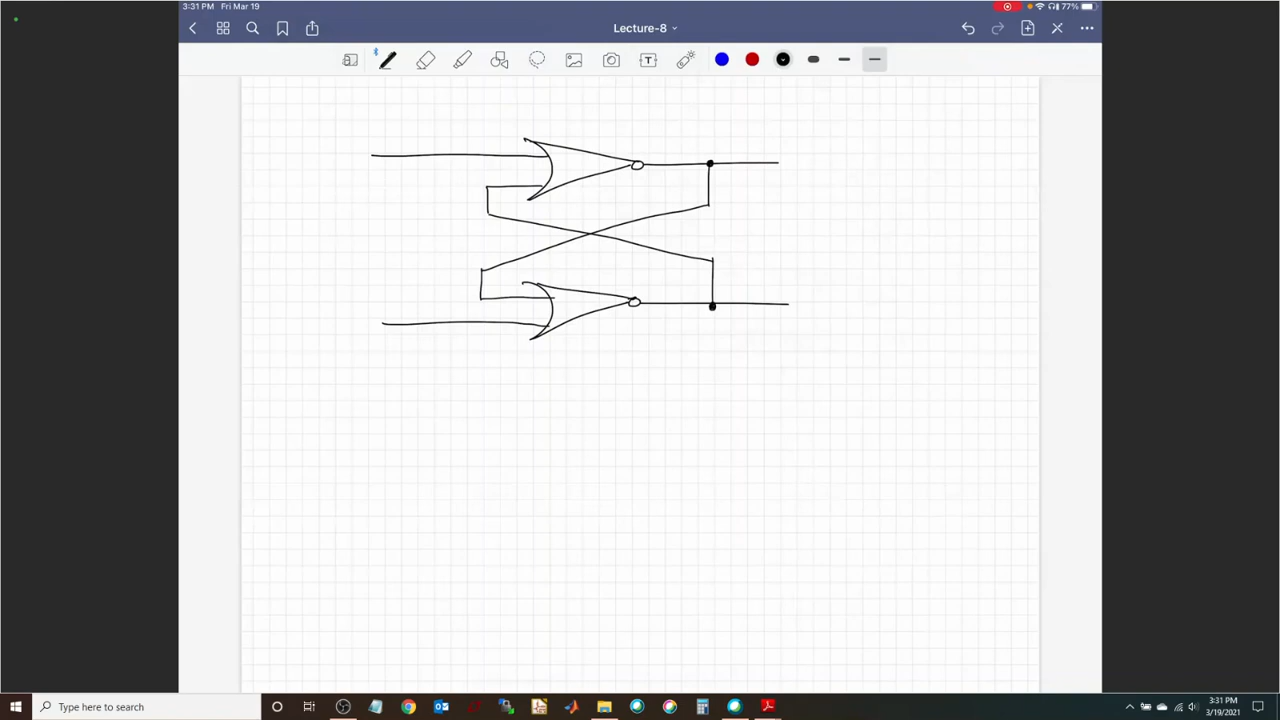 3:31 PM Fri Mar 19
77%
Lecture-8
T
Type here to search
3:31 PM
3/19/2021